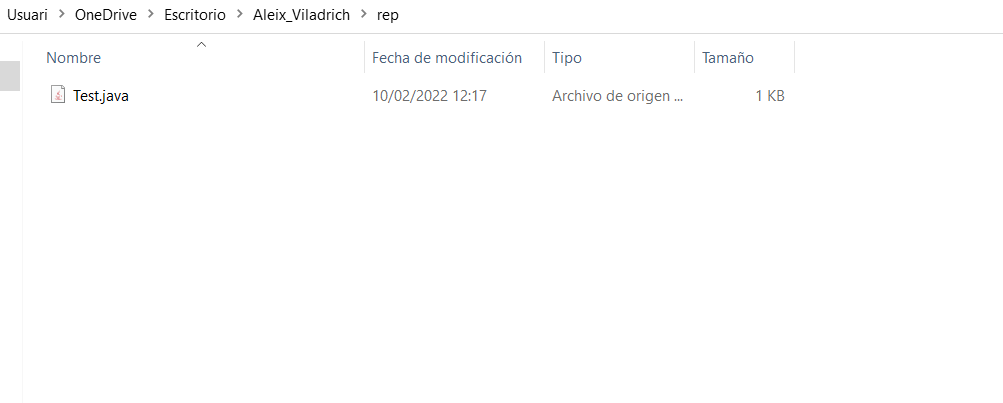 Usuari > OneDrive > Escritorio > Aleix_Viladrich > rep
Nombre Fecha de modificación Tipo Tamaño
Test.java 10/02/2022 12:17 Archivo de origen ... 1 KB